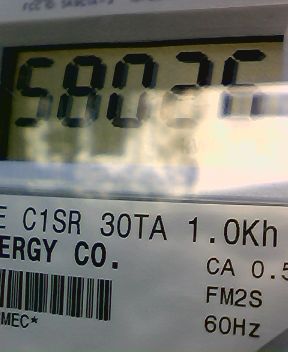 58026
E C1SR 30TA 1.0Kh
ERGY CO.
CA 0.5
FM2S
MEC*
60Hz